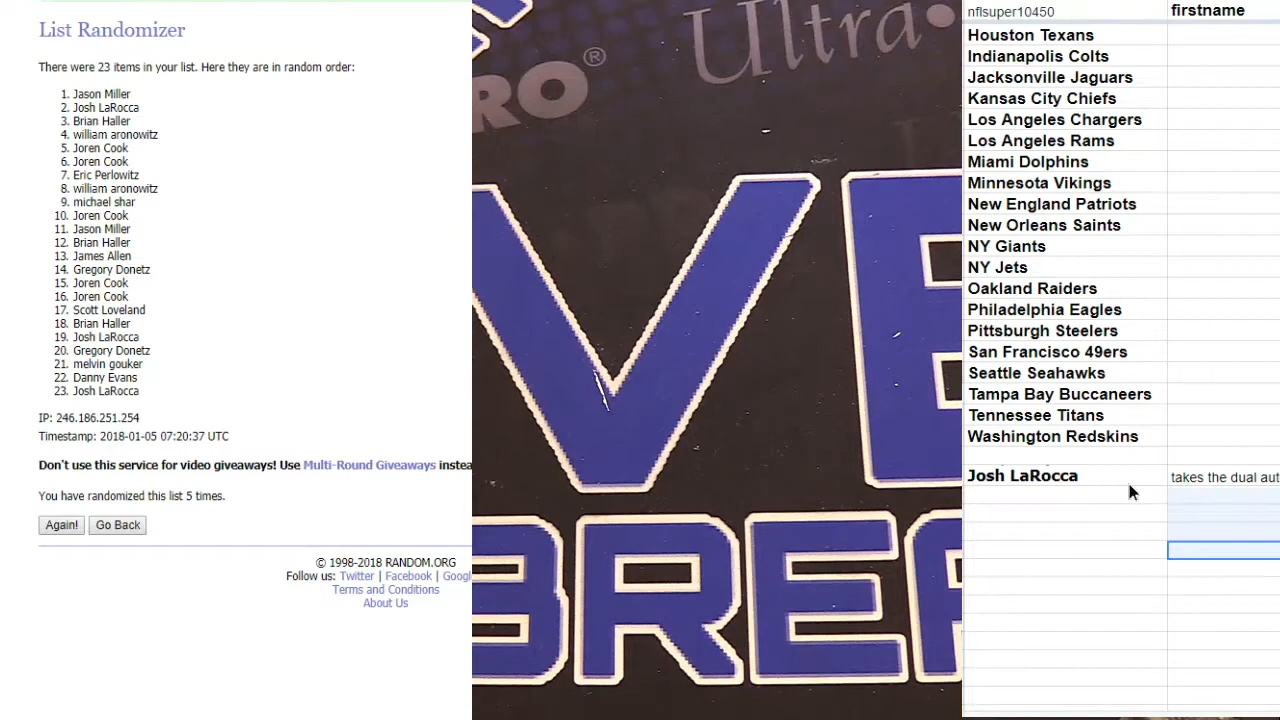 List Randomizer
There were 23 items in your list. Here they are in random order:
1. Jason Miller
2. Josh LaRocca
3. Brian Haller
4. william aronowitz
5. Joren Cook
6. Joren Cook
7. Eric Perlowitz
8. william aronowitz
9. michael shar
10. Joren Cook
11. Jason Miller
12. Brian Haller
13. James Allen
14. Gregory Donetz
15. Joren Cook
16. Joren Cook
17. Scott Loveland
18. Brian Haller
19. Josh LaRocca
20. Gregory Donetz
21. melvin gouker
22. Danny Evans
23. Josh LaRocca
IP: 246.186.251.254
Timestamp: 2018-01-05 07:20:37 UTC
Don't use this service for video giveaways! Use Multi-Round Giveaways instea
You have randomized this list 5 times.
Again! Go Back
© 1998-2018 RANDOM.ORG
Follow us: Twitter | Facebook | Googl
Terms and Conditions
About Us
Ultra•
RO®
VE
BREA
nflsuper10450 firstname
Houston Texans
Indianapolis Colts
Jacksonville Jaguars
Kansas City Chiefs
Los Angeles Chargers
Los Angeles Rams
Miami Dolphins
Minnesota Vikings
New England Patriots
New Orleans Saints
NY Giants
NY Jets
Oakland Raiders
Philadelphia Eagles
Pittsburgh Steelers
San Francisco 49ers
Seattle Seahawks
Tampa Bay Buccaneers
Tennessee Titans
Washington Redskins
Josh LaRocca takes the dual aut